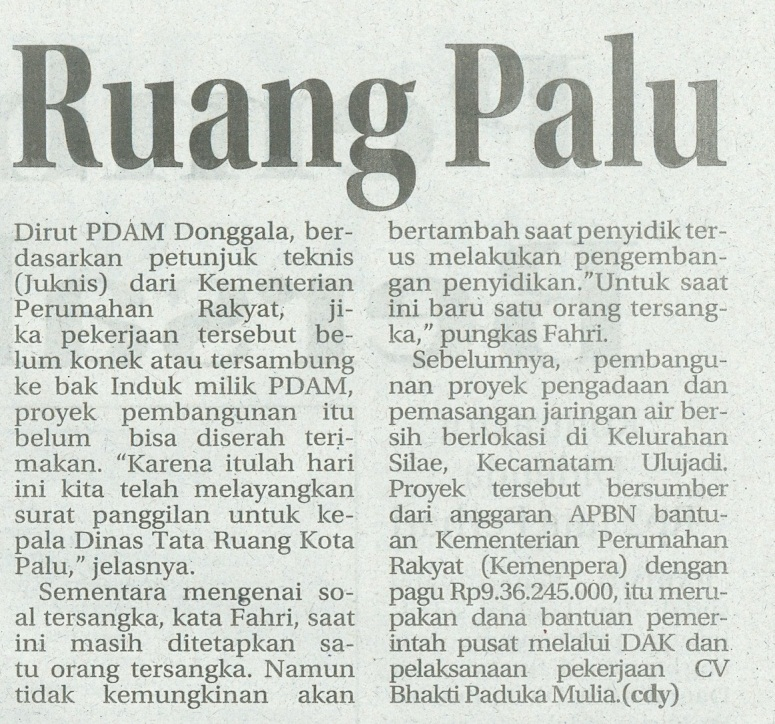 Ruang Palu
Dirut PDAM Donggala, ber-
dasarkan petunjuk teknis
(Juknis) dari Kementerian
Perumahan Rakyat, ji-
ka pekerjaan tersebut be-
lum konek atau tersambung
ke bak Induk milik PDAM,
proyek pembangunan itu
belum bisa diserah teri-
makan. “Karena itulah hari
ini kita telah melayangkan
surat panggilan untuk ke-
pala Dinas Tata Ruang Kota
Palu,” jelasnya.
Sementara mengenai so-
al tersangka, kata Fahri, saat
ini masih ditetapkan sa-
tu orang tersangka. Namun
tidak kemungkinan akan
bertambah saat penyidik ter-
us melakukan pengemban-
gan penyidikan.”Untuk saat
ini baru satu orang tersang-
ka,” pungkas Fahri.
Sebelumnya, pembangu-
nan proyek pengadaan dan
pemasangan jaringan air ber-
sih berlokasi di Kelurahan
Silae, Kecamatam Ulujadi.
Proyek tersebut bersumber
dari anggaran APBN bantu-
an Kementerian Perumahan
Rakyat (Kemenpera) dengan
pagu Rp9.36.245.000, itu meru-
pakan dana bantuan pemer-
intah pusat melalui DAK dan
pelaksanaan pekerjaan CV
Bhakti Paduka Mulia.(cdy)